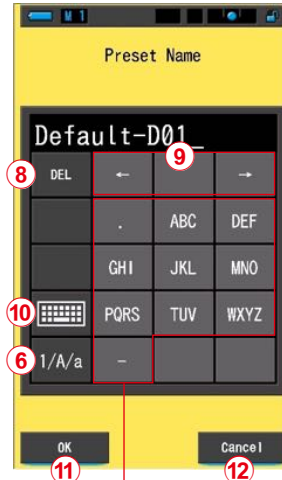 M 1
Preset Name
Default-D01_
9
8 DEL ← →
. ABC DEF
GHI JKL MNO
10 PQRS TUV WXYZ
6 1/A/a -
OK Cancel
11 12